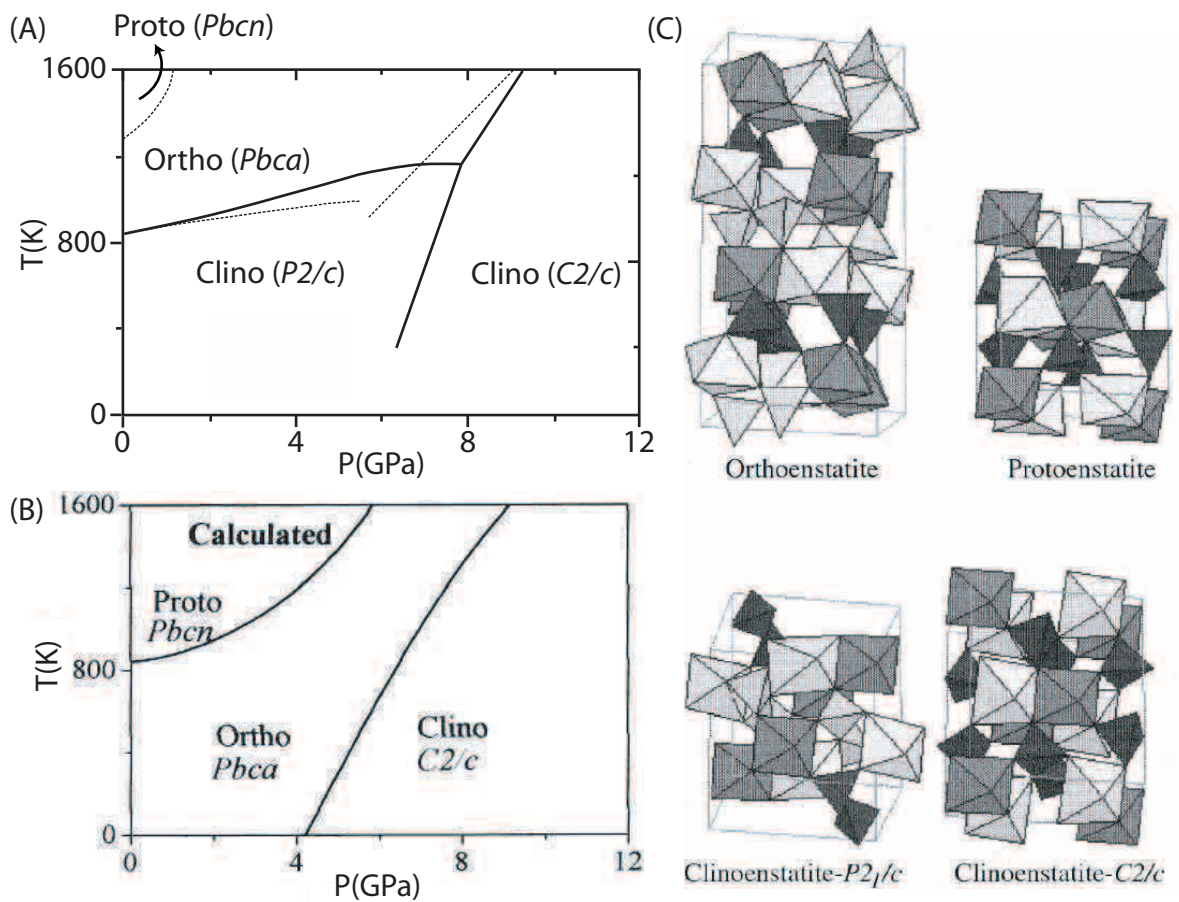 (A)
Proto (Pbcn)
1600
Ortho (Pbca)
T(K)
800
Clino (P2/c)
Clino (C2/c)
0
0
4
8
12
P(GPa)
(B)
1600
Calculated
Proto
Pbcn
T(K)
800
Ortho
Pbca
Clino
C2/c
0
0
4
8
12
P(GPa)
(C)
Orthoenstatite
Protoenstatite
Clinoenstatite-P2₁/c
Clinoenstatite-C2/c